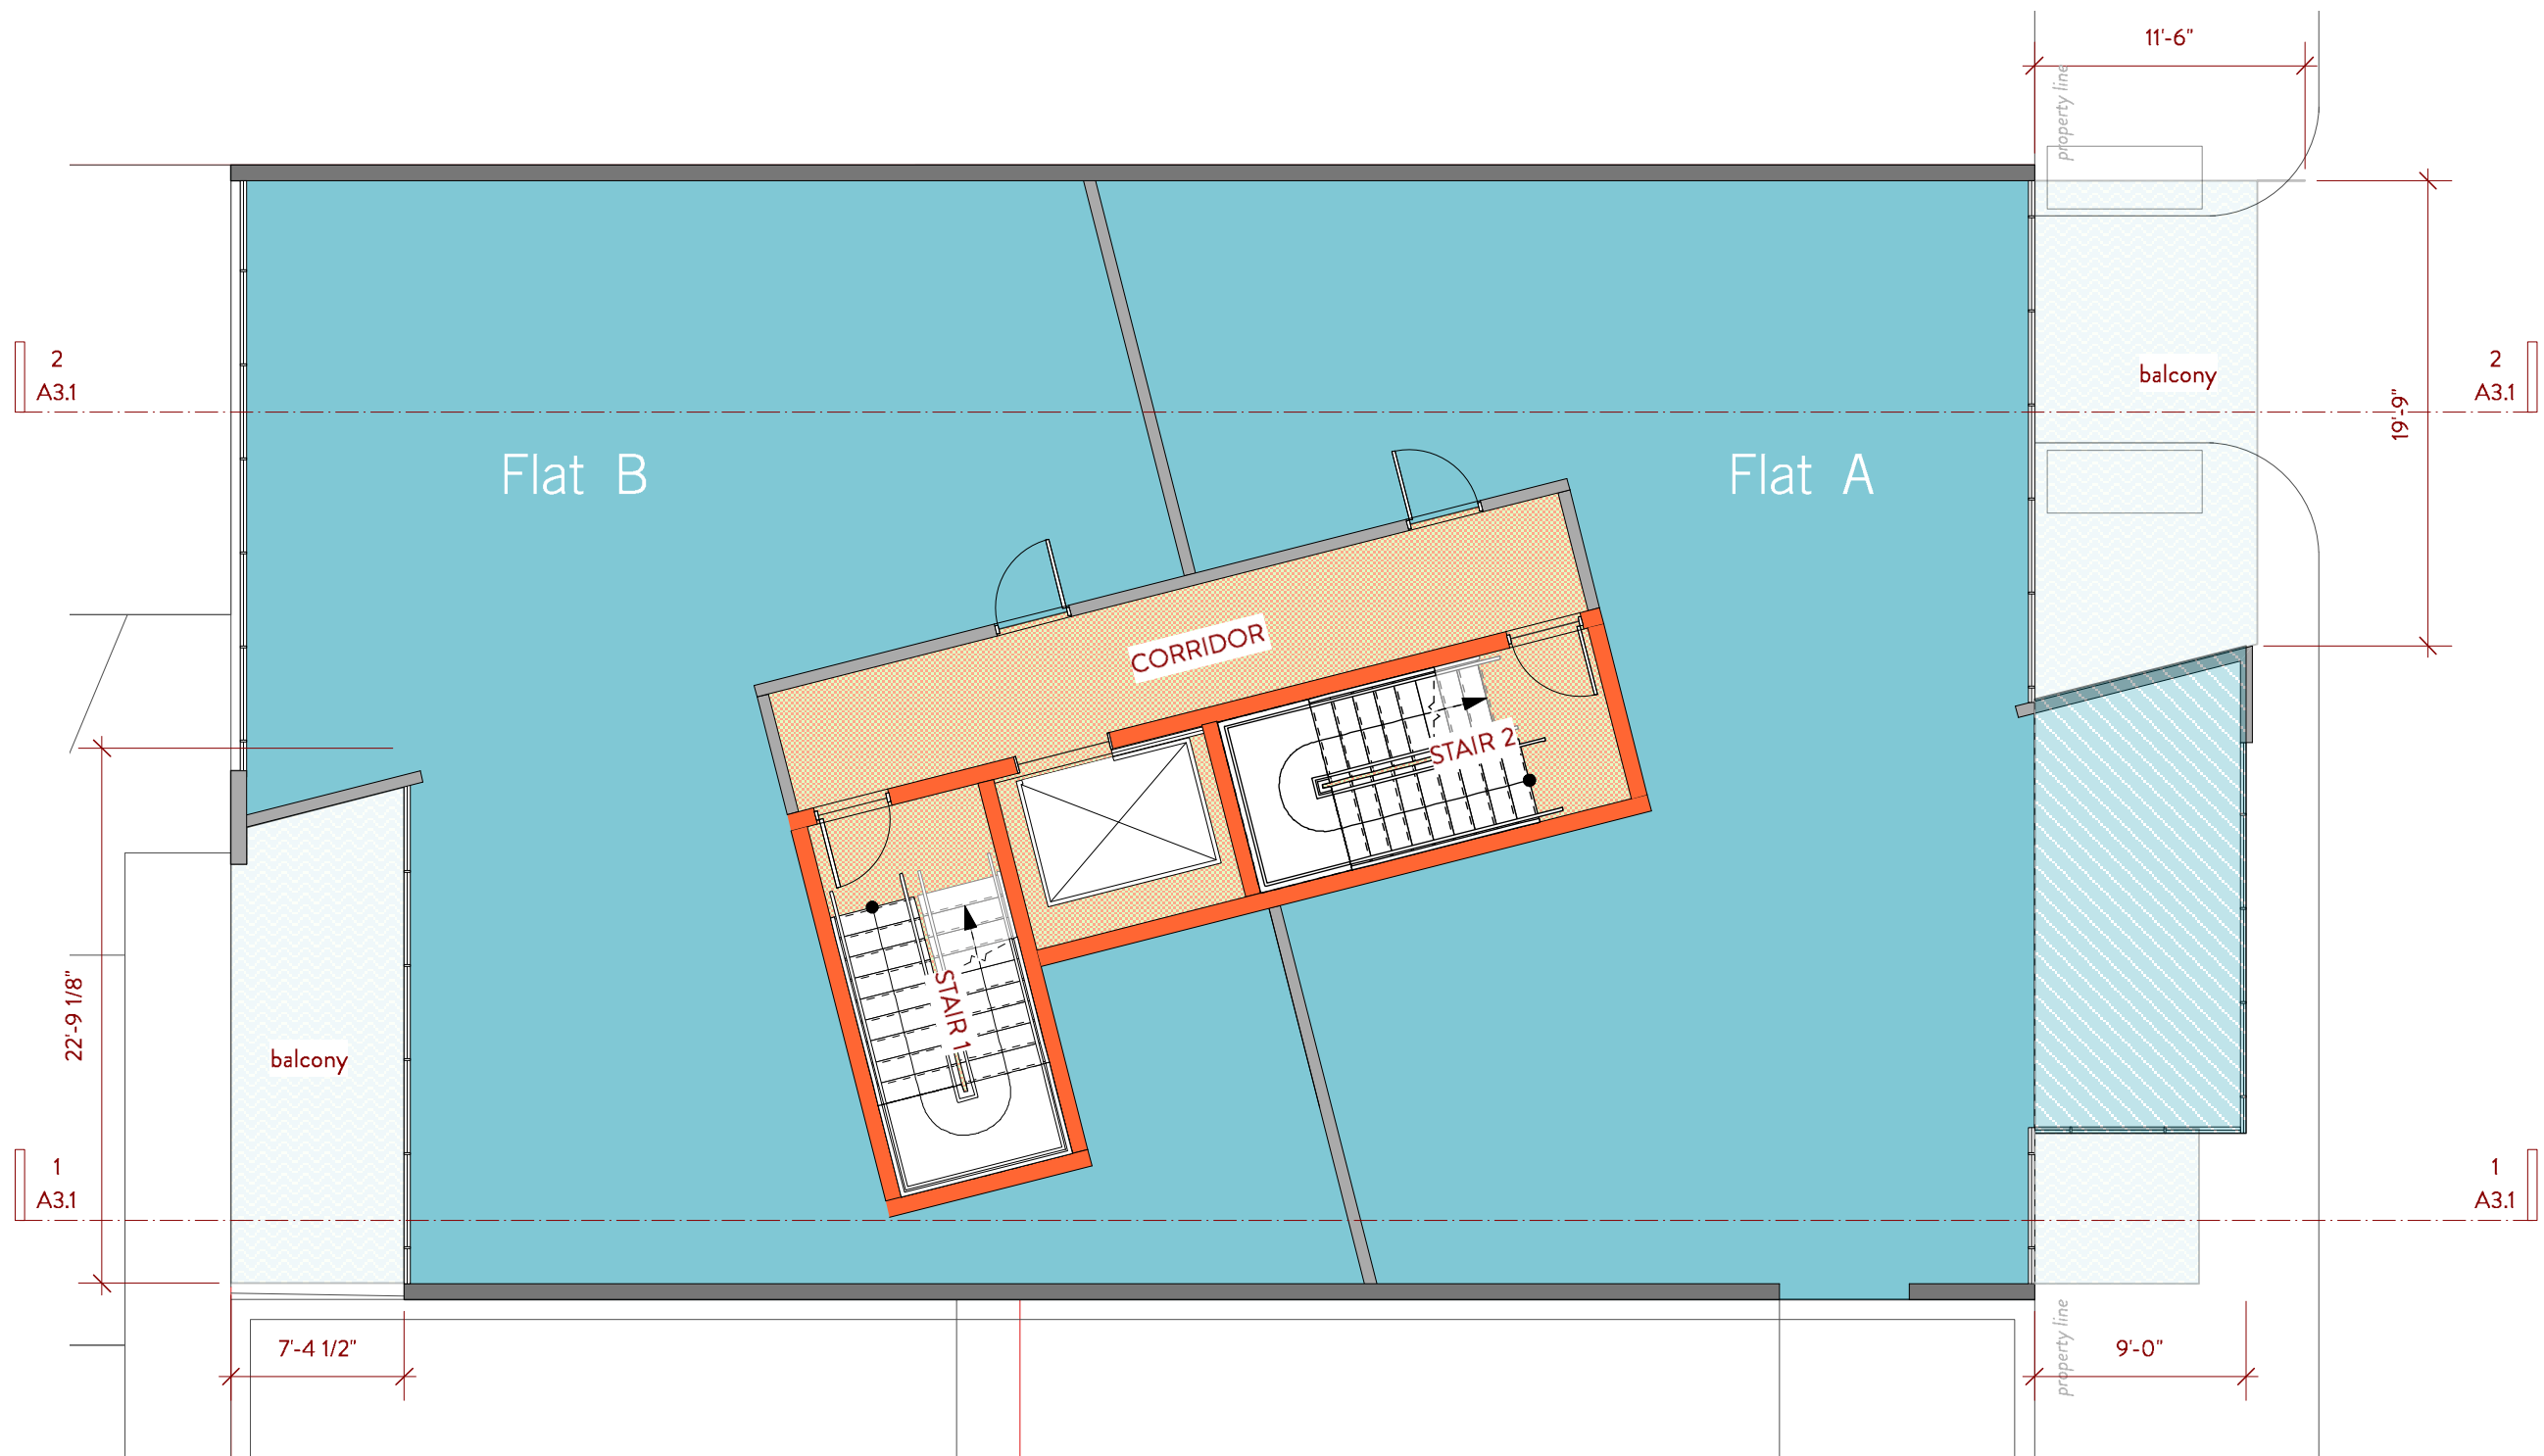 11'-6"
property line
2
A3.1
2
A3.1
balcony
19'-9"
Flat B
Flat A
CORRIDOR
STAIR 2
STAIR 1
22'-9 1/8"
balcony
1
A3.1
1
A3.1
7'-4 1/2"
property line
9'-0"